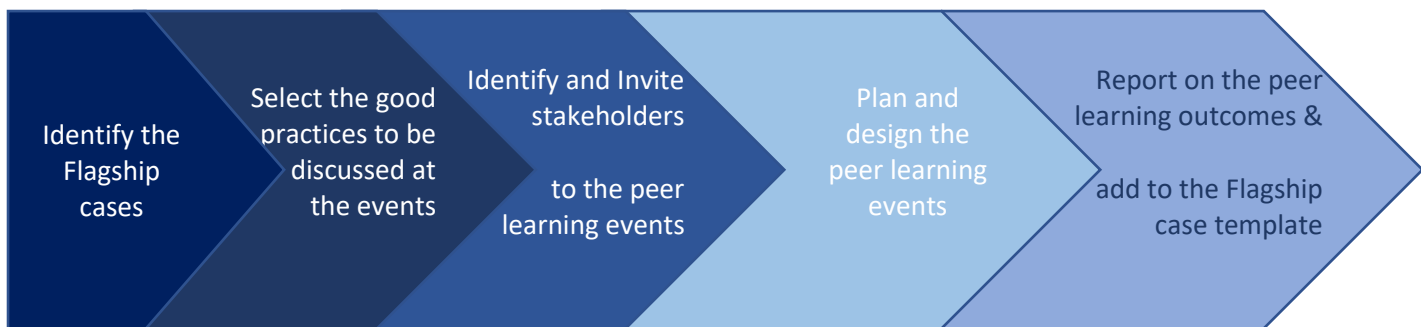 Identify the
Flagship
cases
Select the good
practices to be
discussed at
the events
Identify and Invite
stakeholders
to the peer
learning events
Plan and
design the
peer learning
events
Report on the peer
learning outcomes &
add to the Flagship
case template